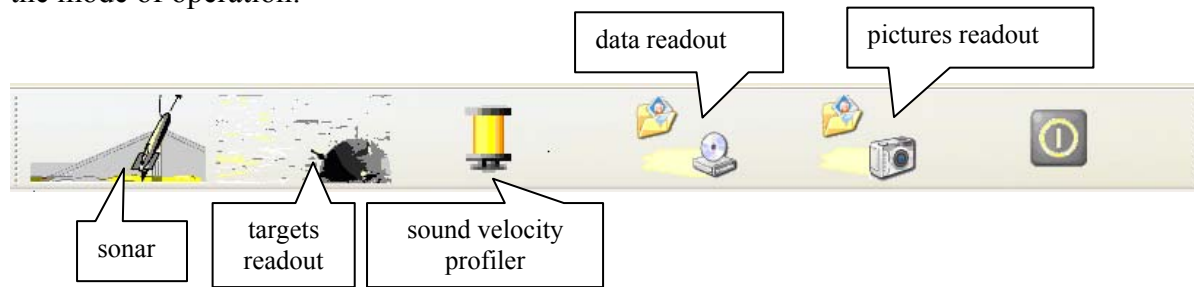 the mode of operation.
data readout
pictures readout
sonar
targets
readout
sound velocity
profiler